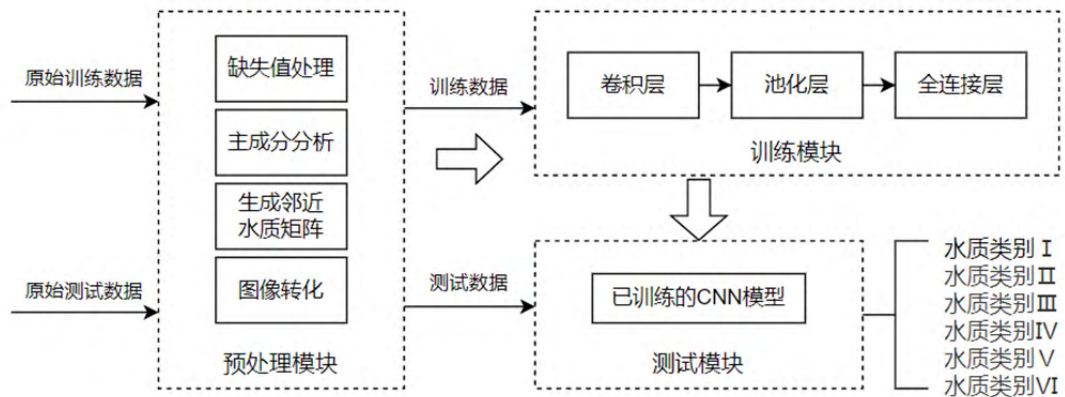 原始训练数据
原始测试数据
缺失值处理
主成分分析
生成邻近
水质矩阵
图像转化
预处理模块
训练数据
测试数据
卷积层
池化层
全连接层
训练模块
已训练的CNN模型
测试模块
水质类别Ⅰ
水质类别Ⅱ
水质类别Ⅲ
水质类别Ⅳ
水质类别Ⅴ
水质类别Ⅵ